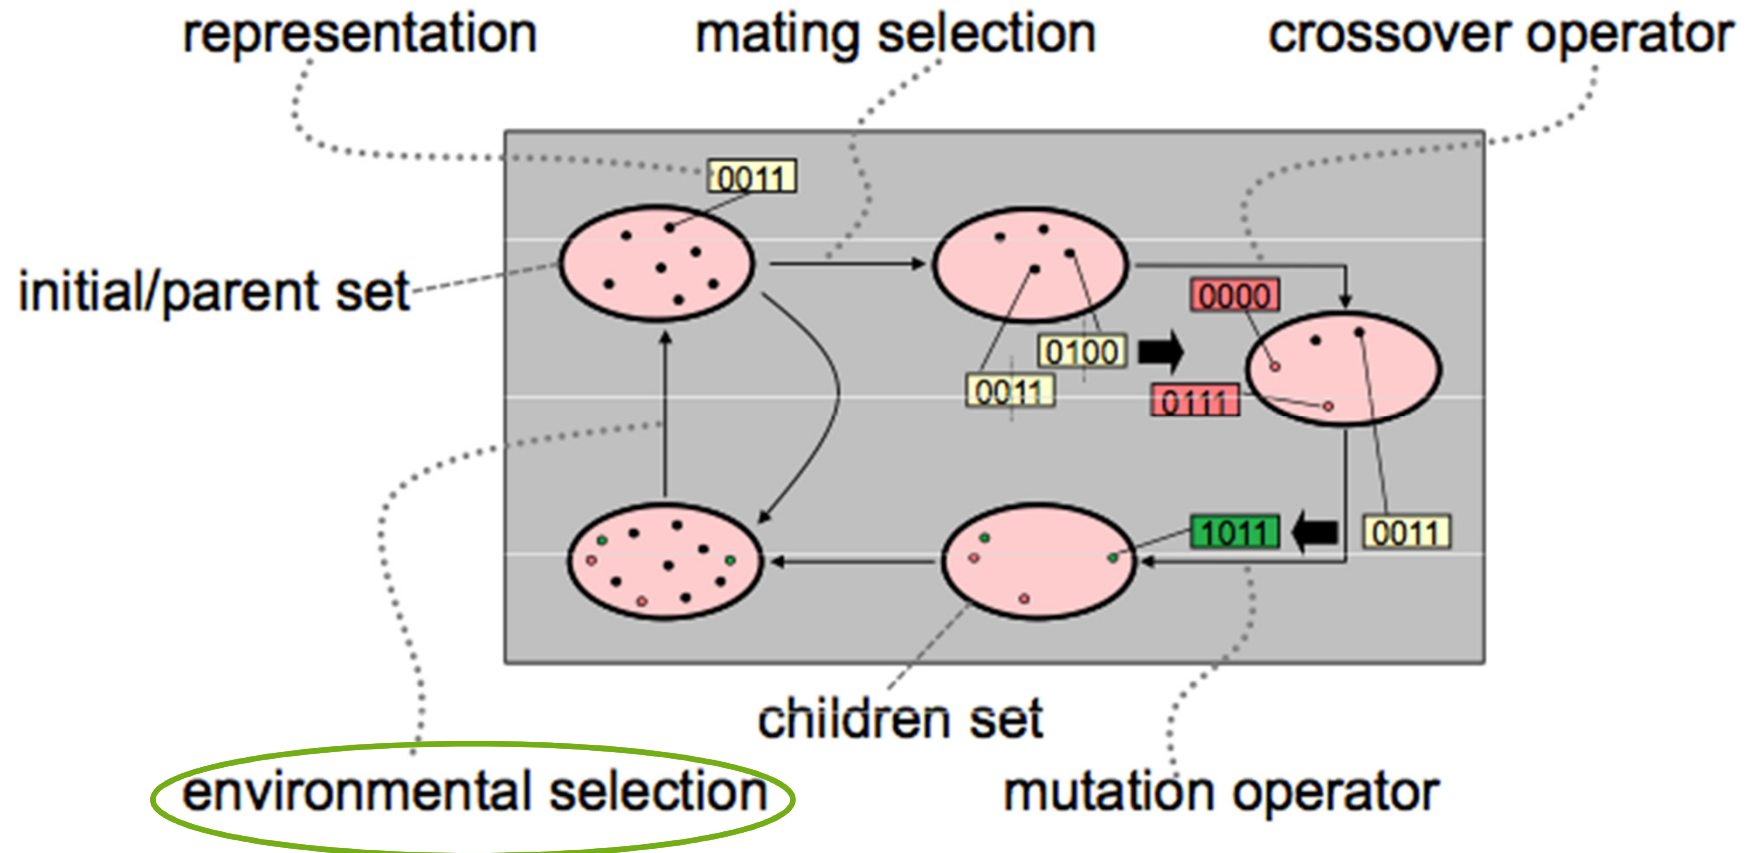 representation
mating selection
crossover operator
0011
initial/parent set
0000
0100
0011
0111
1011
0011
children set
environmental selection
mutation operator